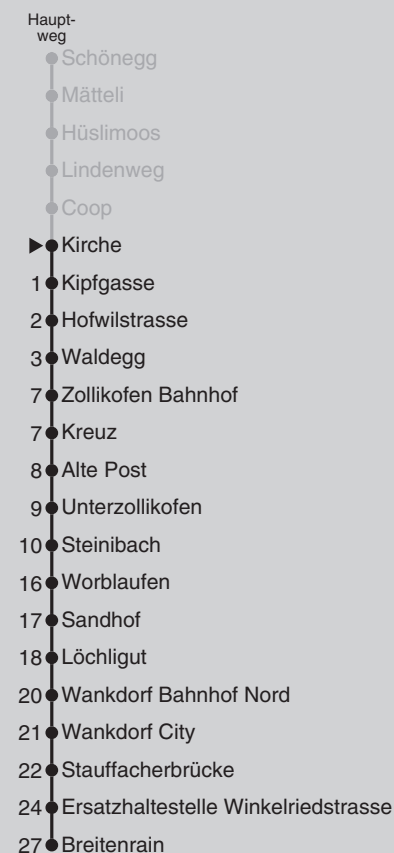 Haupt-
weg
Schönegg
Mätteli
Hüslimoos
Lindenweg
Coop
Kirche
1 Kipfgasse
2 Hofwilstrasse
3 Waldegg
7 Zollikofen Bahnhof
7 Kreuz
8 Alte Post
9 Unterzollikofen
10 Steinibach
16 Worblaufen
17 Sandhof
18 Löchligut
20 Wankdorf Bahnhof Nord
21 Wankdorf City
22 Stauffacherbrücke
24 Ersatzhaltestelle Winkelriedstrasse
27 Breitenrain